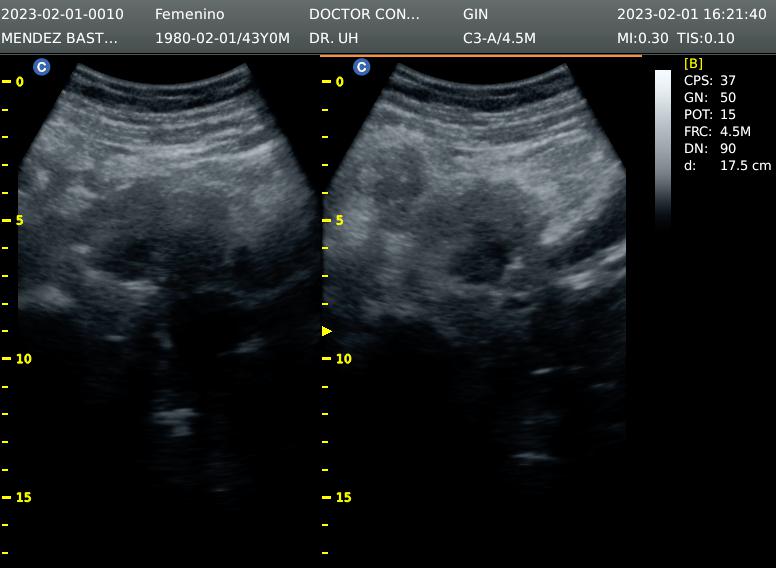 2023-02-01-0010 Femenino DOCTOR CON... GIN 2023-02-01 16:21:40
MENDEZ BAST... 1980-02-01/43Y0M DR. UH C3-A/4.5M MI:0.30 TIS:0.10
C C [B]
0 0
CPS: 37
GN: 50
POT: 15
FRC: 4.5M
DN: 90
d: 17.5 cm
5 5
10 10
15 15